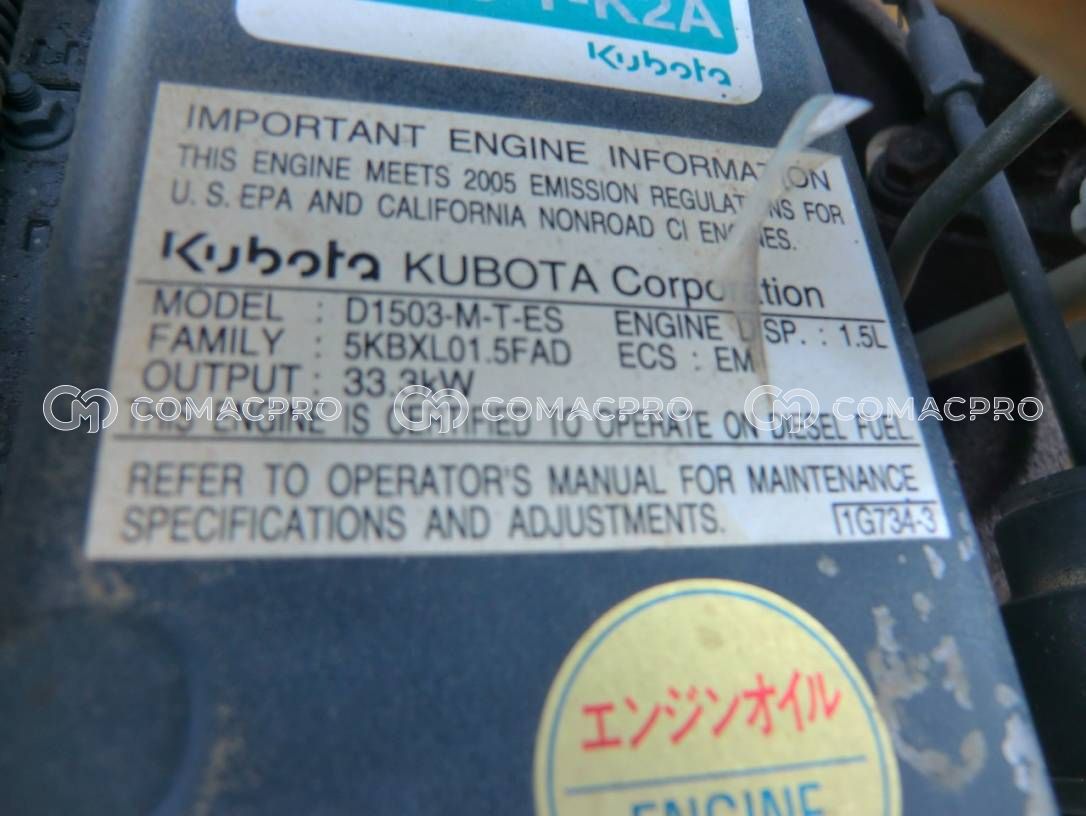 -K2A
Kubota
IMPORTANT ENGINE INFORMATION
THIS ENGINE MEETS 2005 EMISSION REGULATIONS FOR
U. S. EPA AND CALIFORNIA NONROAD CI ENGINES.
Kubota KUBOTA Corporation
MODEL : D1503-M-T-ES ENGINE DISP. : 1.5L
FAMILY : 5KBXL01.5FAD ECS : EM
OUTPUT : 33.3kW
COMACPRO COMACPRO COMACPRO
THIS ENGINE IS CERTIFIED TO OPERATE ON DIESEL FUEL.
REFER TO OPERATOR'S MANUAL FOR MAINTENANCE
SPECIFICATIONS AND ADJUSTMENTS. 1G734-3
エンジンオイル
ENGINE